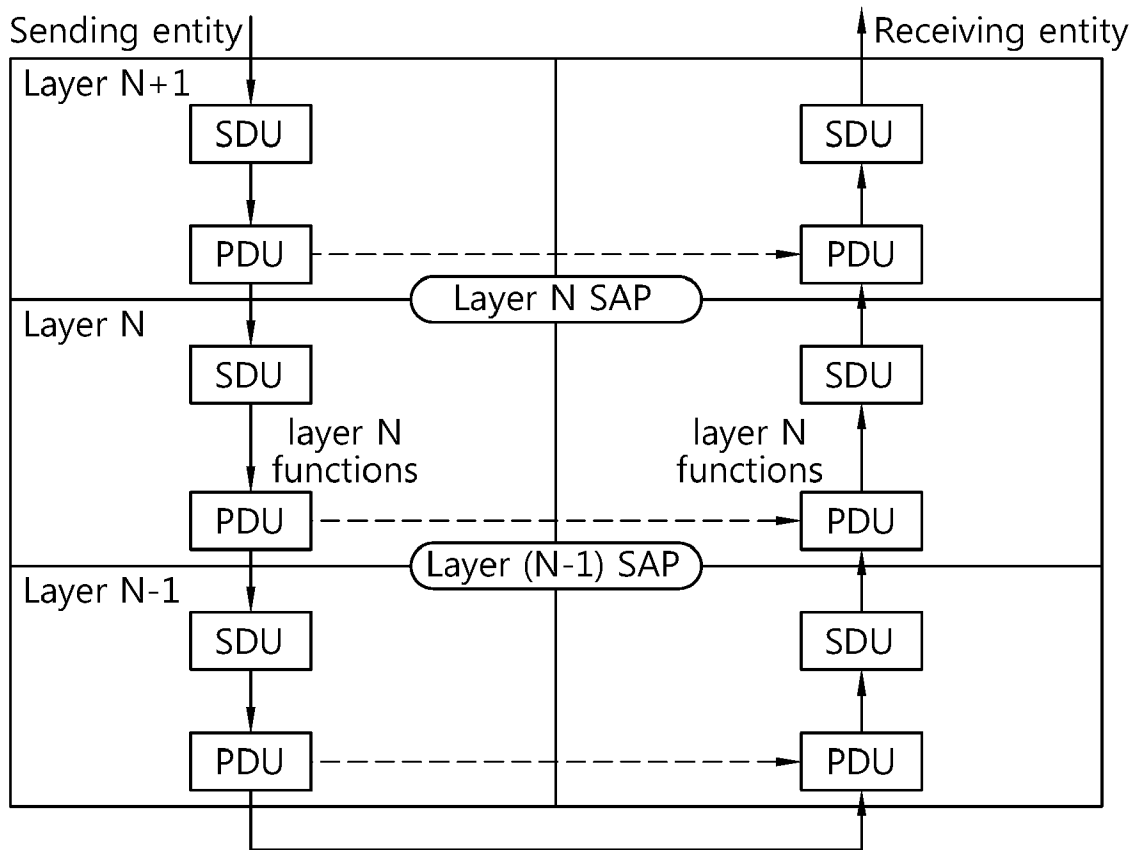 Sending entity
Receiving entity
Layer N+1
SDU
SDU
PDU
PDU
Layer N SAP
Layer N
SDU
SDU
layer N
functions
layer N
functions
PDU
PDU
Layer (N-1) SAP
Layer N-1
SDU
SDU
PDU
PDU